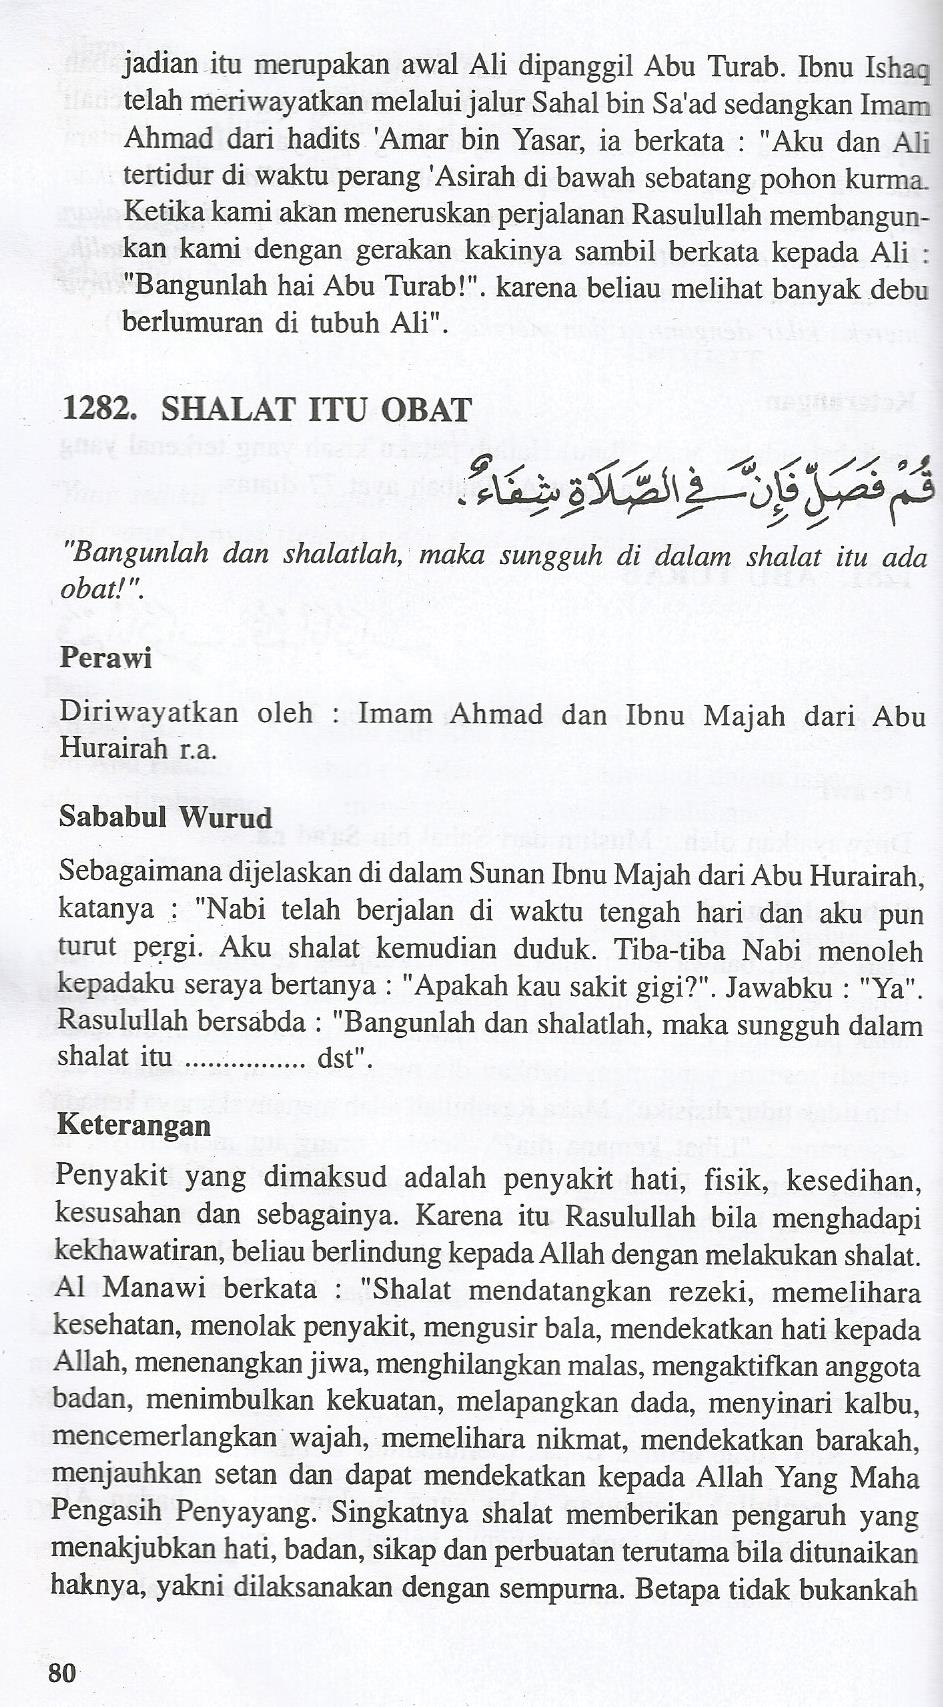 jadian itu merupakan awal Ali dipanggil Abu Turab. Ibnu Ishaq
telah meriwayatkan melalui jalur Sahal bin Sa'ad sedangkan Imam
Ahmad dari hadits 'Amar bin Yasar, ia berkata : "Aku dan Ali
tertidur di waktu perang 'Asirah di bawah sebatang pohon kurma.
Ketika kami akan meneruskan perjalanan Rasulullah membangun-
kan kami dengan gerakan kakinya sambil berkata kepada Ali :
"Bangunlah hai Abu Turab!". karena beliau melihat banyak debu
berlumuran di tubuh Ali".
1282. SHALAT ITU OBAT
قُمْ فَصَلِّ فَإِنَّ فِي الصَّلَاةِ شِفَاءً.
"Bangunlah dan shalatlah, maka sungguh di dalam shalat itu ada
obat!".
Perawi
Diriwayatkan oleh : Imam Ahmad dan Ibnu Majah dari Abu
Hurairah r.a.
Sababul Wurud
Sebagaimana dijelaskan di dalam Sunan Ibnu Majah dari Abu Hurairah,
katanya : "Nabi telah berjalan di waktu tengah hari dan aku pun
turut pergi. Aku shalat kemudian duduk. Tiba-tiba Nabi menoleh
kepadaku seraya bertanya : "Apakah kau sakit gigi?". Jawabku : "Ya".
Rasulullah bersabda : "Bangunlah dan shalatlah, maka sungguh dalam
shalat itu ................ dst".
Keterangan
Penyakit yang dimaksud adalah penyakit hati, fisik, kesedihan,
kesusahan dan sebagainya. Karena itu Rasulullah bila menghadapi
kekhawatiran, beliau berlindung kepada Allah dengan melakukan shalat.
Al Manawi berkata : "Shalat mendatangkan rezeki, memelihara
kesehatan, menolak penyakit, mengusir bala, mendekatkan hati kepada
Allah, menenangkan jiwa, menghilangkan malas, mengaktifkan anggota
badan, menimbulkan kekuatan, melapangkan dada, menyinari kalbu,
mencemerlangkan wajah, memelihara nikmat, mendekatkan barakah,
menjauhkan setan dan dapat mendekatkan kepada Allah Yang Maha
Pengasih Penyayang. Singkatnya shalat memberikan pengaruh yang
menakjubkan hati, badan, sikap dan perbuatan terutama bila ditunaikan
haknya, yakni dilaksanakan dengan sempurna. Betapa tidak bukankah
80